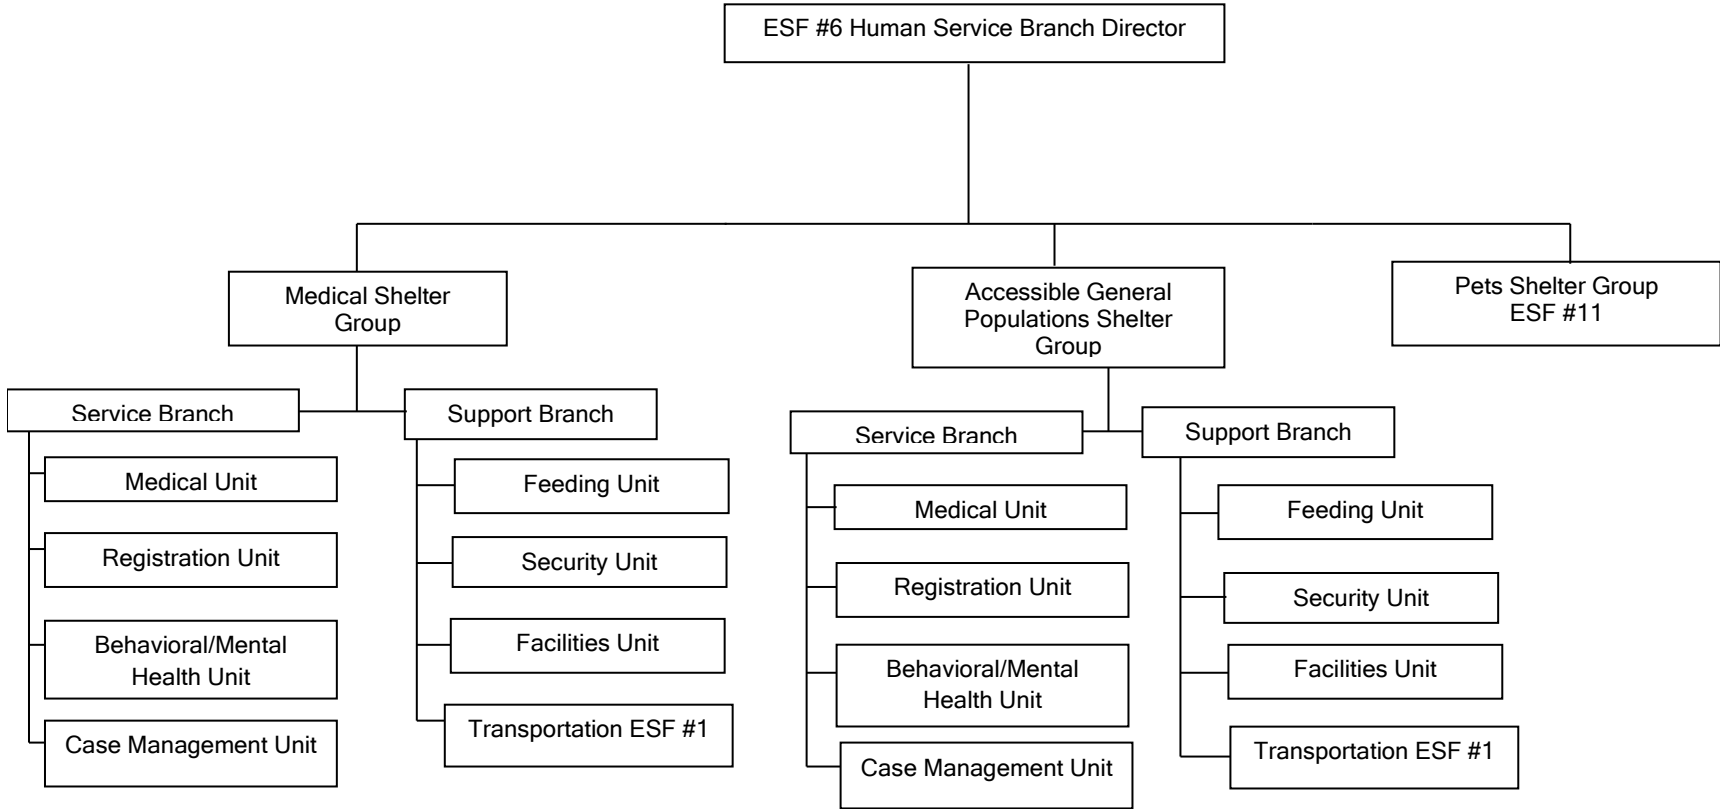 ESF #6 Human Service Branch Director
Medical Shelter
Group
Accessible General
Populations Shelter
Group
Pets Shelter Group
ESF #11
Service Branch
Support Branch
Medical Unit
Registration Unit
Behavioral/Mental
Health Unit
Case Management Unit
Feeding Unit
Security Unit
Facilities Unit
Transportation ESF #1
Service Branch
Support Branch
Medical Unit
Registration Unit
Behavioral/Mental
Health Unit
Case Management Unit
Feeding Unit
Security Unit
Facilities Unit
Transportation ESF #1